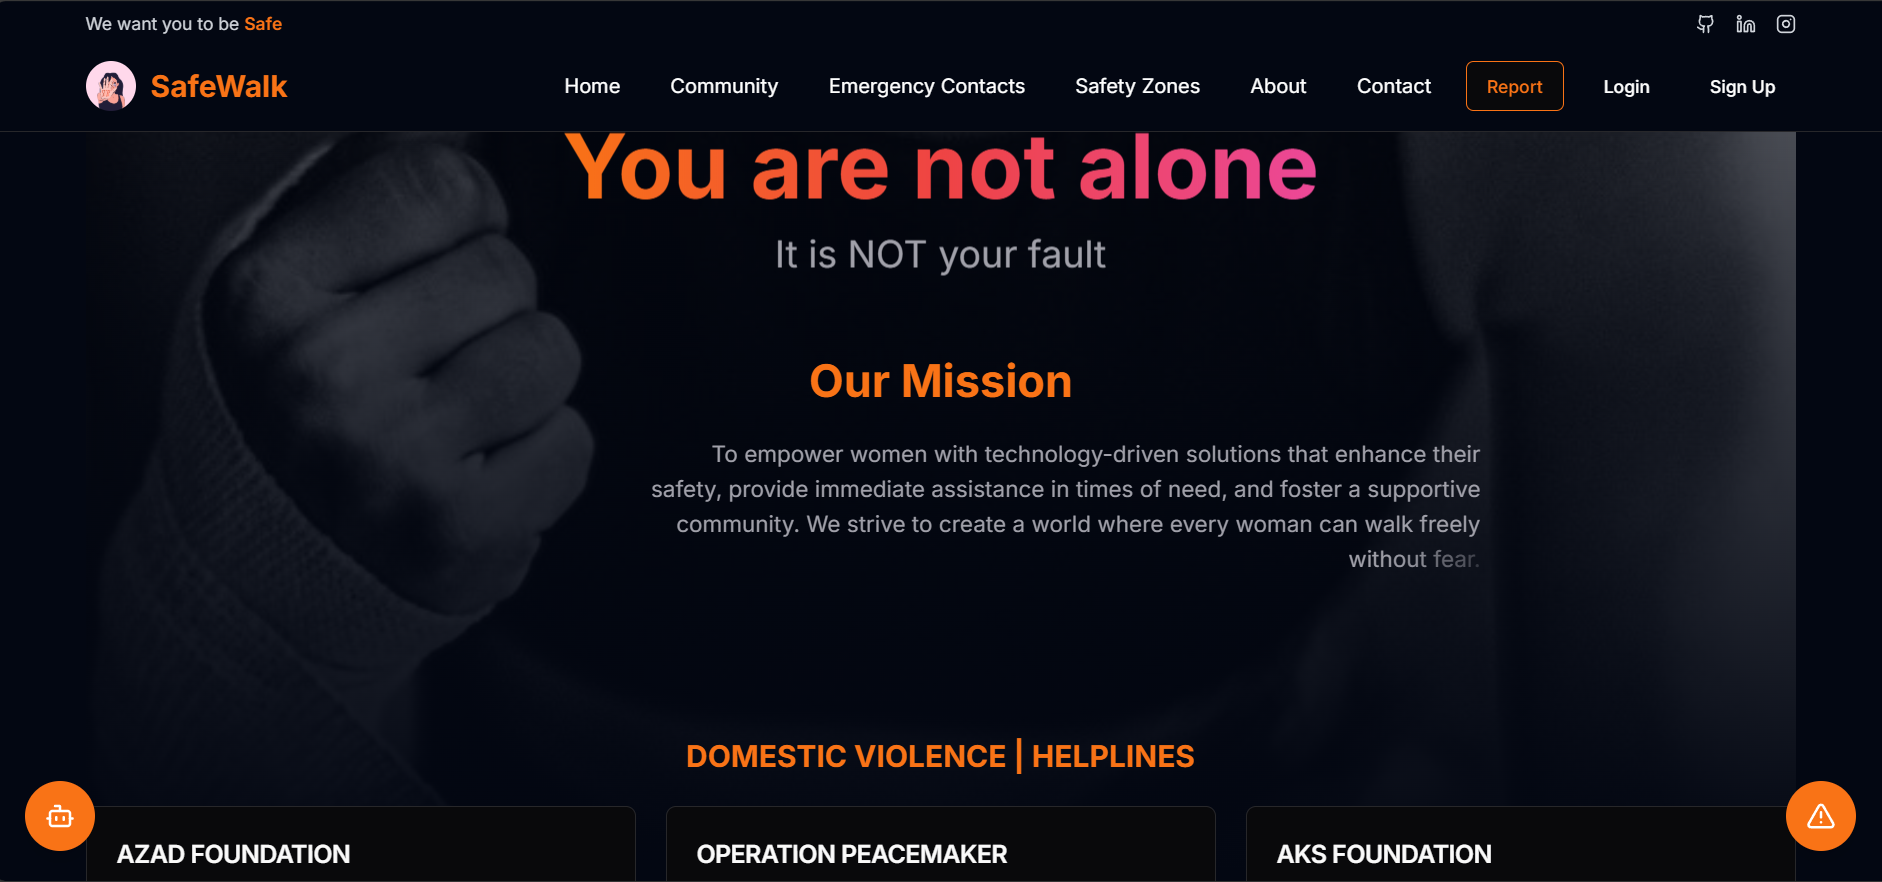 We want you to be Safe
SafeWalk
Home
Community
Emergency Contacts
Safety Zones
About
Contact
Report
Login
Sign Up
You are not alone
It is NOT your fault
Our Mission
To empower women with technology-driven solutions that enhance their
safety, provide immediate assistance in times of need, and foster a supportive
community. We strive to create a world where every woman can walk freely
without fear.
DOMESTIC VIOLENCE | HELPLINES
AZAD FOUNDATION
OPERATION PEACEMAKER
AKS FOUNDATION